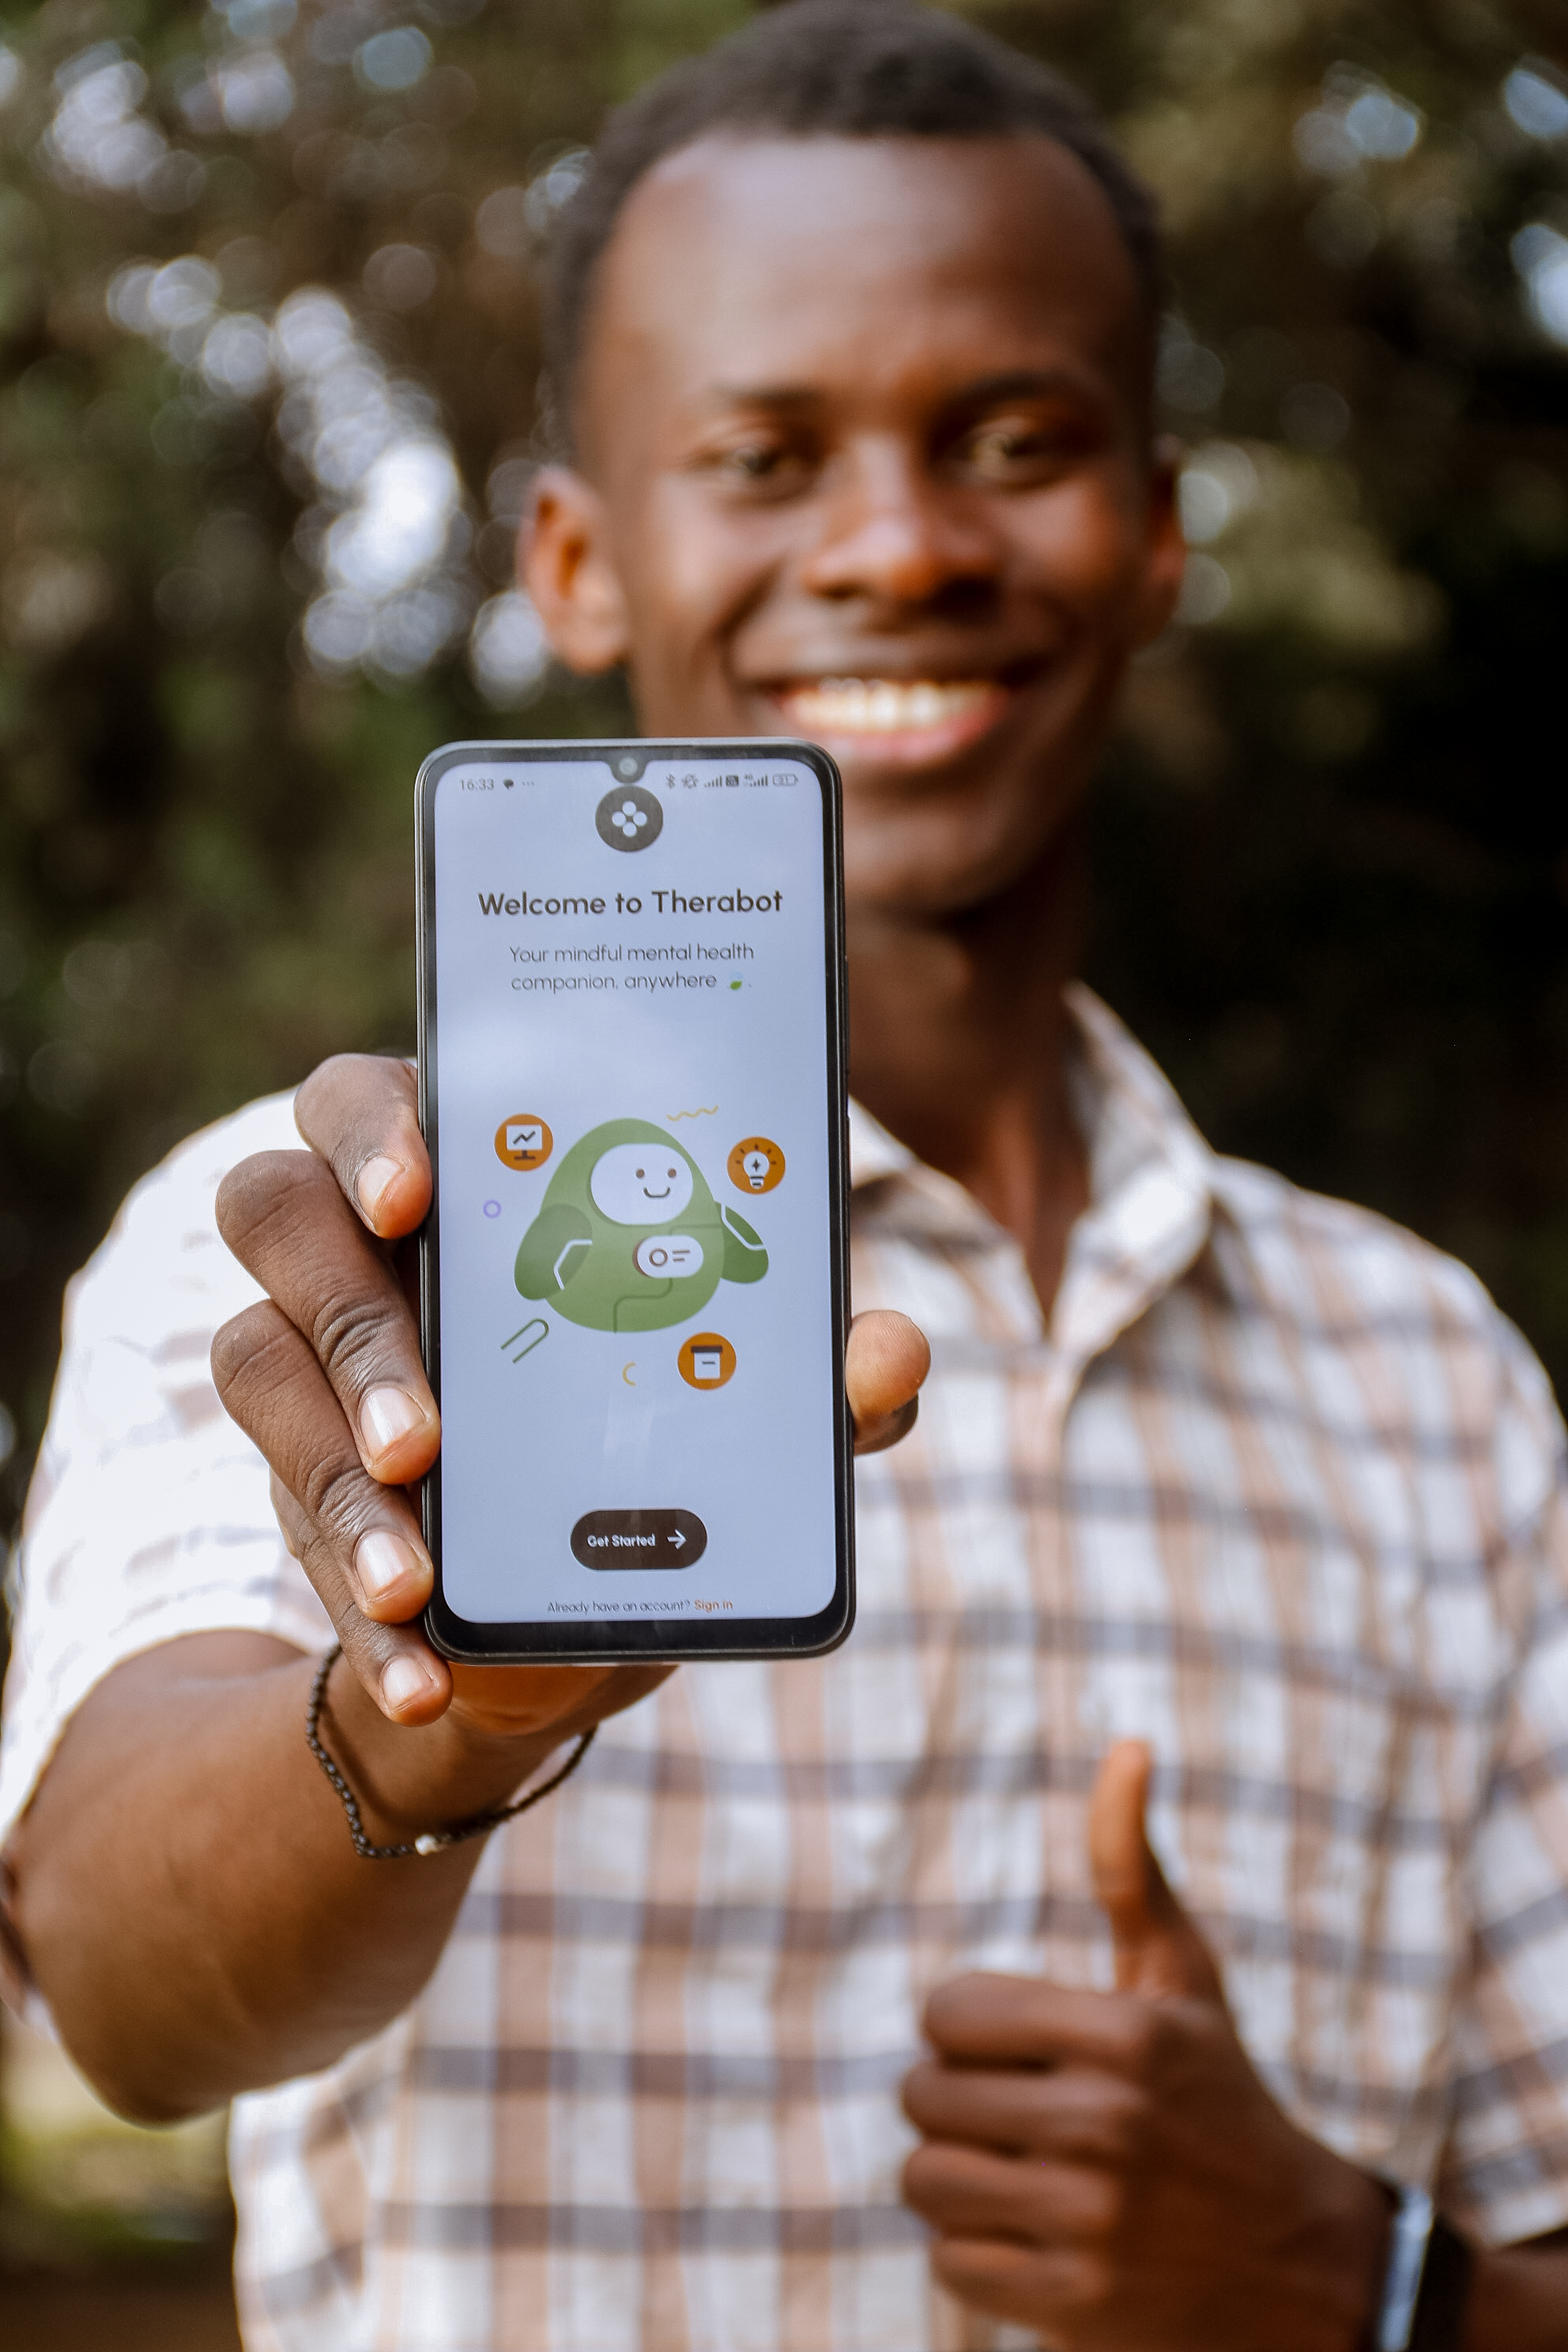 16:33
Welcome to Therabot
Your mindful mental health
companion, anywhere
Get Started
Already have an account? Sign in